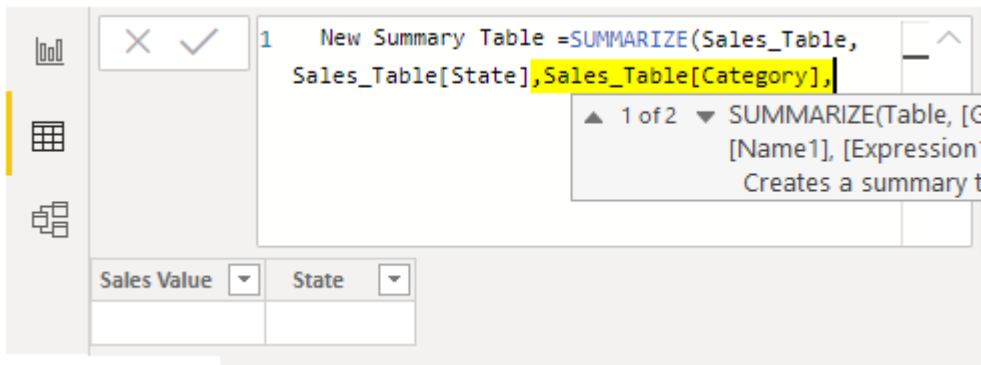 1 New Summary Table =SUMMARIZE(Sales_Table,
Sales_Table[State],Sales_Table[Category],
1 of 2 SUMMARIZE(Table, [G
[Name1], [Expression1
Creates a summary t
Sales Value State